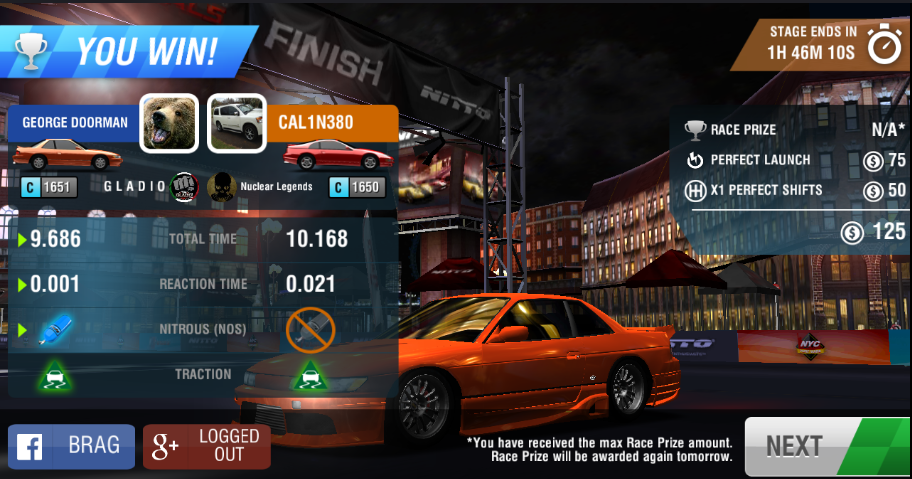 YOU WIN!
FINISH
NITTO
STAGE ENDS IN
1H 46M 10S
GEORGE DOORMAN
CAL1N380
C 1651
GLADIO
Nuclear Legends
C 1650
9.686 TOTAL TIME 10.168
0.001 REACTION TIME 0.021
NITROUS (NOS)
TRACTION
RACE PRIZE N/A*
PERFECT LAUNCH $ 75
X1 PERFECT SHIFTS $ 50
$ 125
NITTO
NYC
f BRAG
g+ LOGGED
OUT
*You have received the max Race Prize amount.
Race Prize will be awarded again tomorrow.
NEXT